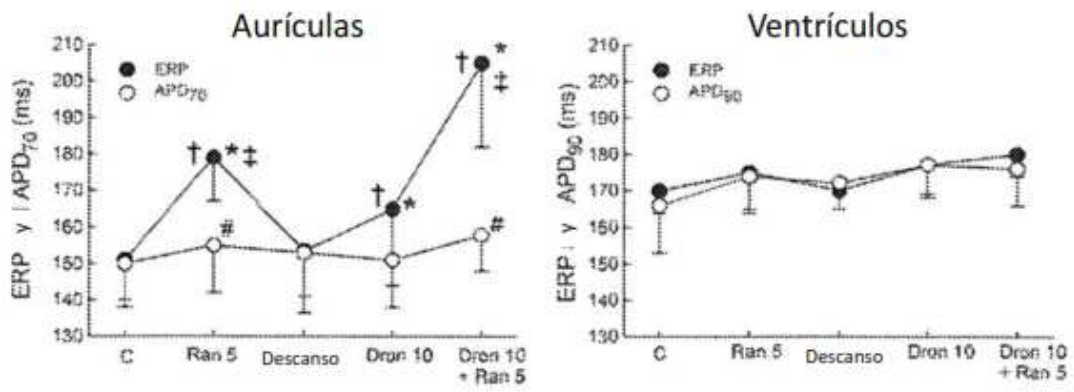 Aurículas
ERP y | APD70 (ms)
210
200
190
180
170
160
150
140
130
ERP
APD70
† * ‡
#
† *
† * ‡
#
C
Ran 5
Descanso
Dron 10
Dron 10
+ Ran 5
Ventrículos
ERP y APD90 (ms)
210
200
190
180
170
160
150
140
130
ERP
APD90
C
Ran 5
Descanso
Dron 10
Dron 10
+ Ran 5